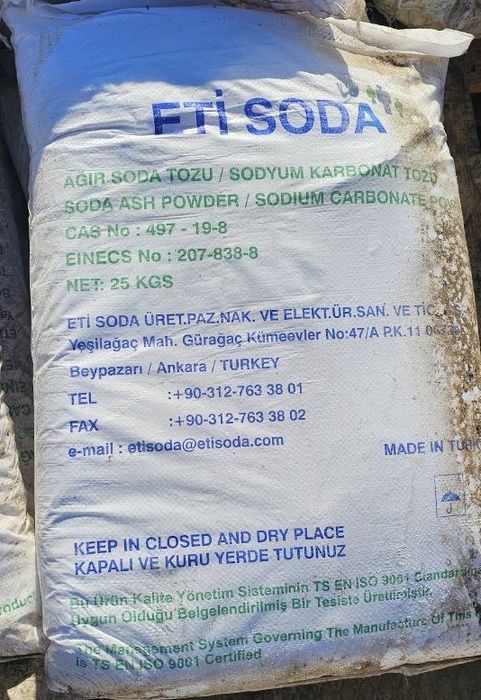 ETİ SODA
AĞIR SODA TOZU / SODYUM KARBONAT TOZU
SODA ASH POWDER / SODIUM CARBONATE
CAS No : 497 - 19-8
EINECS No : 207-838-8
NET: 25 KGS
ETİ SODA ÜRET.PAZ.NAK. VE ELEKT.ÜR.SAN. VE TİC.
Yeşilağaç Mah. Gürağaç Kümeevler No:47/A P.K.11
Beypazarı / Ankara / TURKEY
TEL :+90-312-763 38 01
FAX :+90-312-763 38 02
e-mail : etisoda@etisoda.com
MADE IN TURK
KEEP IN CLOSED AND DRY PLACE
KAPALI VE KURU YERDE TUTUNUZ
Bu Ürün Kalite Yönetim Sisteminin TS EN ISO 9001
Uygun Olduğu Belgelendirilmiş Bir Tesiste Üretilmiştir.
The Management System Governing The Manufacture Of This
is TS EN ISO 9001 Certified